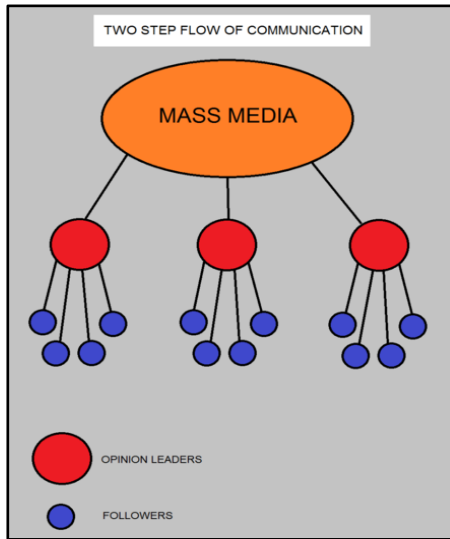 TWO STEP FLOW OF COMMUNICATION
MASS MEDIA
OPINION LEADERS
FOLLOWERS